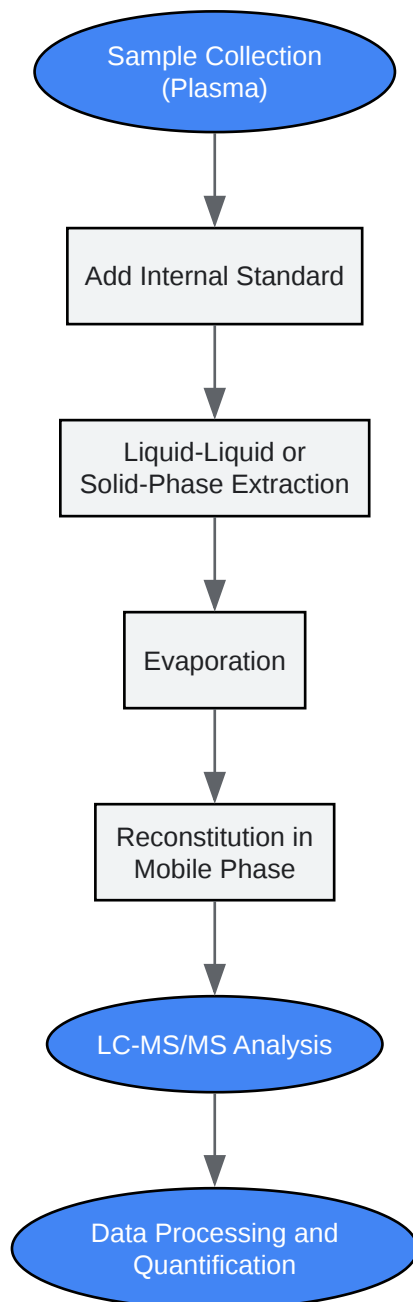 Sample Collection
(Plasma)
Add Internal Standard
Liquid-Liquid or
Solid-Phase Extraction
Evaporation
Reconstitution in
Mobile Phase
LC-MS/MS Analysis
Data Processing and
Quantification